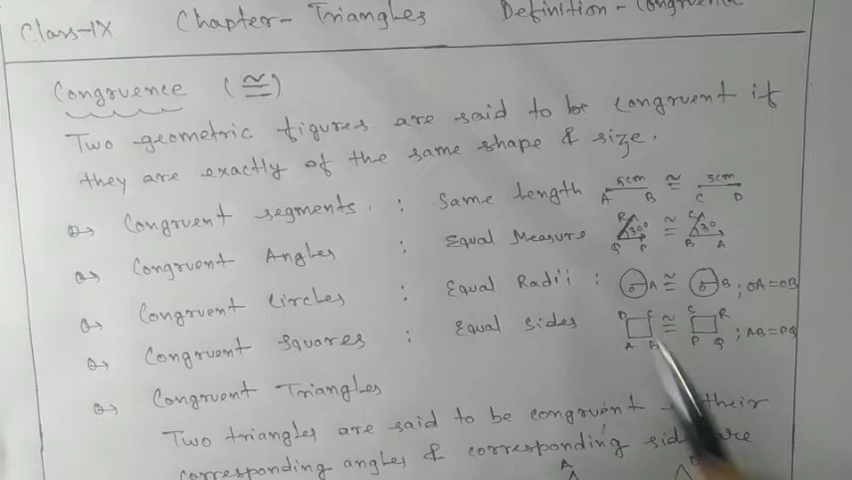 Class-IX Chapter- Triangles Definition - Congruence
Congruence (≅)
Two geometric figures are said to be congruent if
they are exactly of the same shape & size.
Congruent segments. : Same length 5cm A B ≅ 5cm C D
Congruent Angles : Equal Measure R 30° Q P ≅ C 30° B A
Congruent Circles : Equal Radii : O A ≅ O B ; OA=OB
Congruent Squares : Equal sides D C A B ≅ S R P Q ; AB=PQ
Congruent Triangles
Two triangles are said to be congruent their
corresponding angles & corresponding are
A D